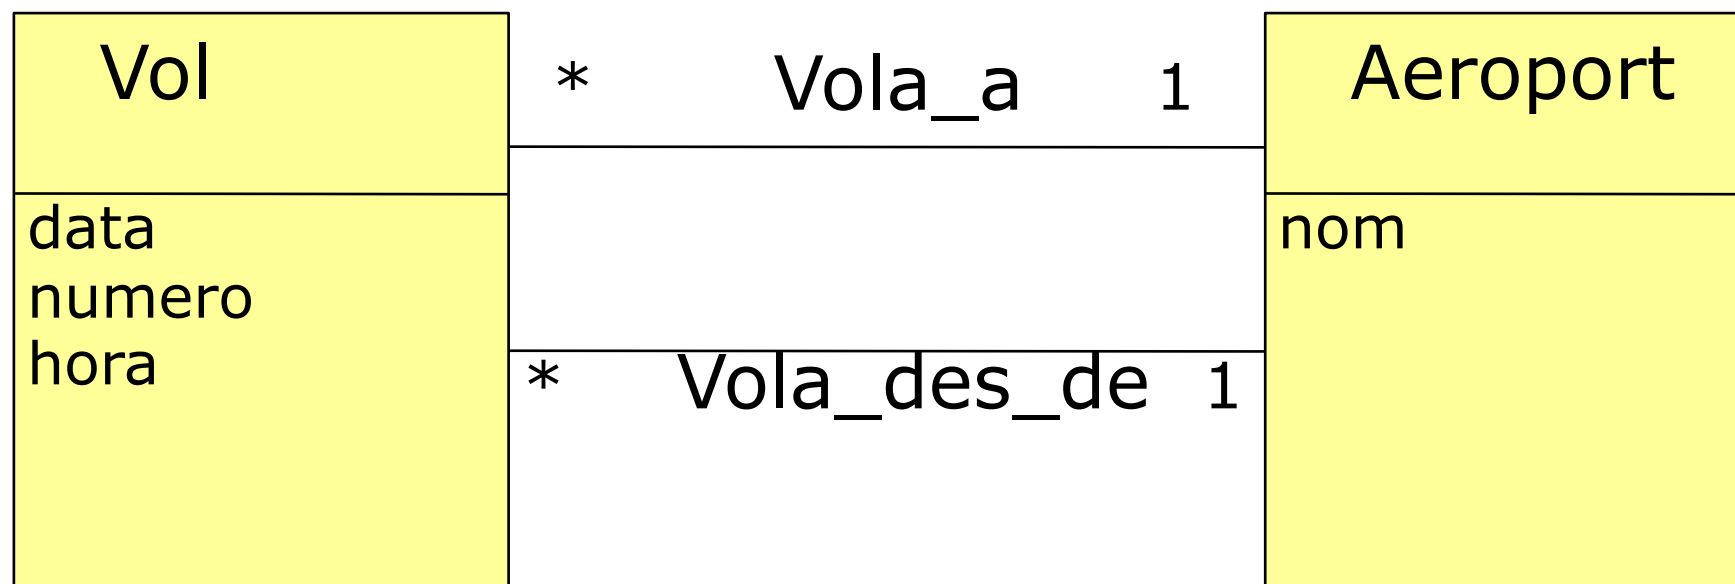 Vol
* Vola_a 1
Aeroport
data
numero
hora
nom
* Vola_des_de 1